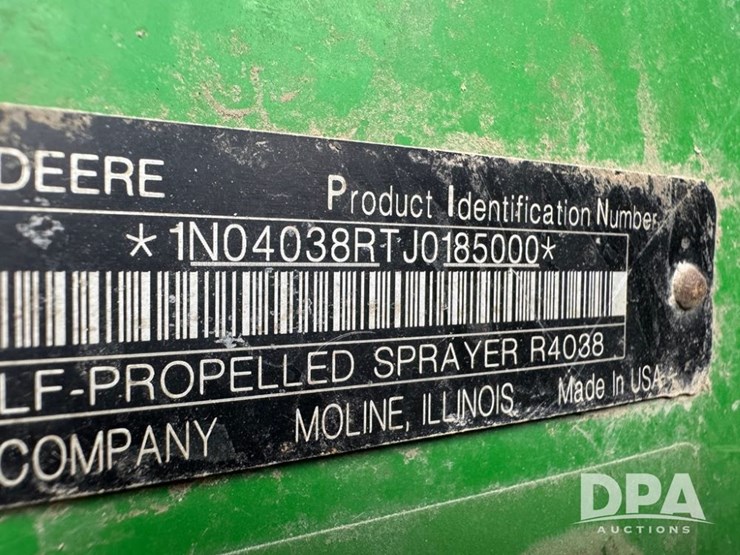 DEERE
Product Identification Number
*1N04038RTJ0185000*
LF-PROPELLED SPRAYER R4038
COMPANY MOLINE, ILLINOIS Made In USA
DPA
AUCTIONS